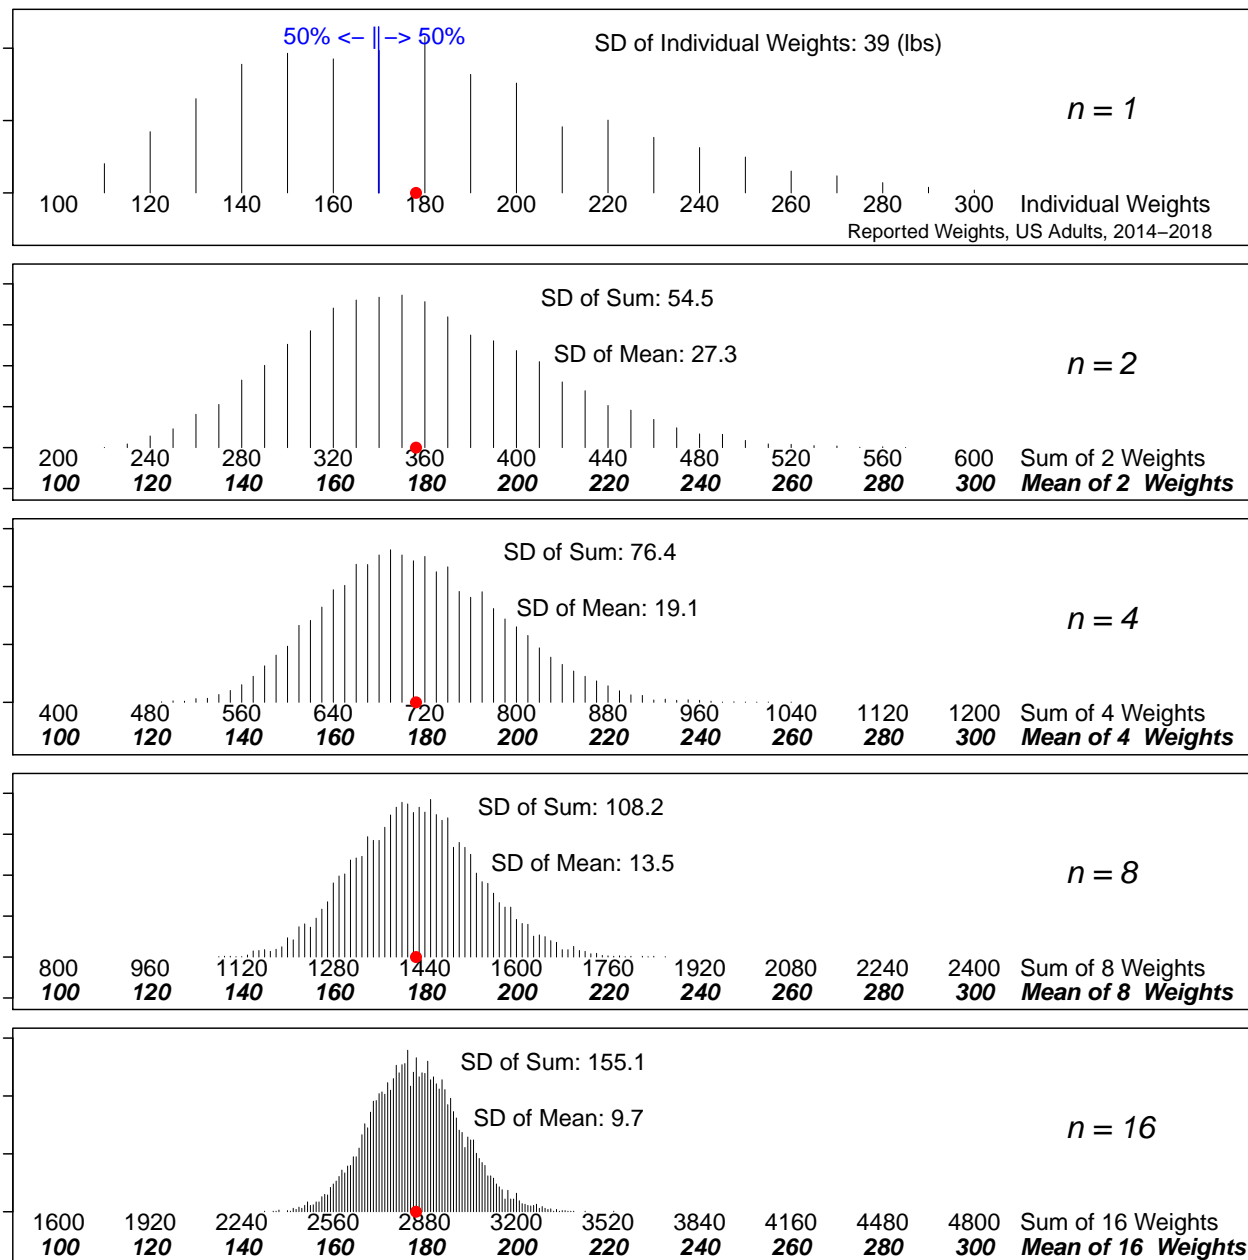 50% <− || −> 50%
SD of Individual Weights: 39 (lbs)
n = 1
100 120 140 160 180 200 220 240 260 280 300 Individual Weights
Reported Weights, US Adults, 2014−2018
SD of Sum: 54.5
SD of Mean: 27.3
n = 2
200 240 280 320 360 400 440 480 520 560 600 Sum of 2 Weights
100 120 140 160 180 200 220 240 260 280 300 Mean of 2 Weights
SD of Sum: 76.4
SD of Mean: 19.1
n = 4
400 480 560 640 720 800 880 960 1040 1120 1200 Sum of 4 Weights
100 120 140 160 180 200 220 240 260 280 300 Mean of 4 Weights
SD of Sum: 108.2
SD of Mean: 13.5
n = 8
800 960 1120 1280 1440 1600 1760 1920 2080 2240 2400 Sum of 8 Weights
100 120 140 160 180 200 220 240 260 280 300 Mean of 8 Weights
SD of Sum: 155.1
SD of Mean: 9.7
n = 16
1600 1920 2240 2560 2880 3200 3520 3840 4160 4480 4800 Sum of 16 Weights
100 120 140 160 180 200 220 240 260 280 300 Mean of 16 Weights